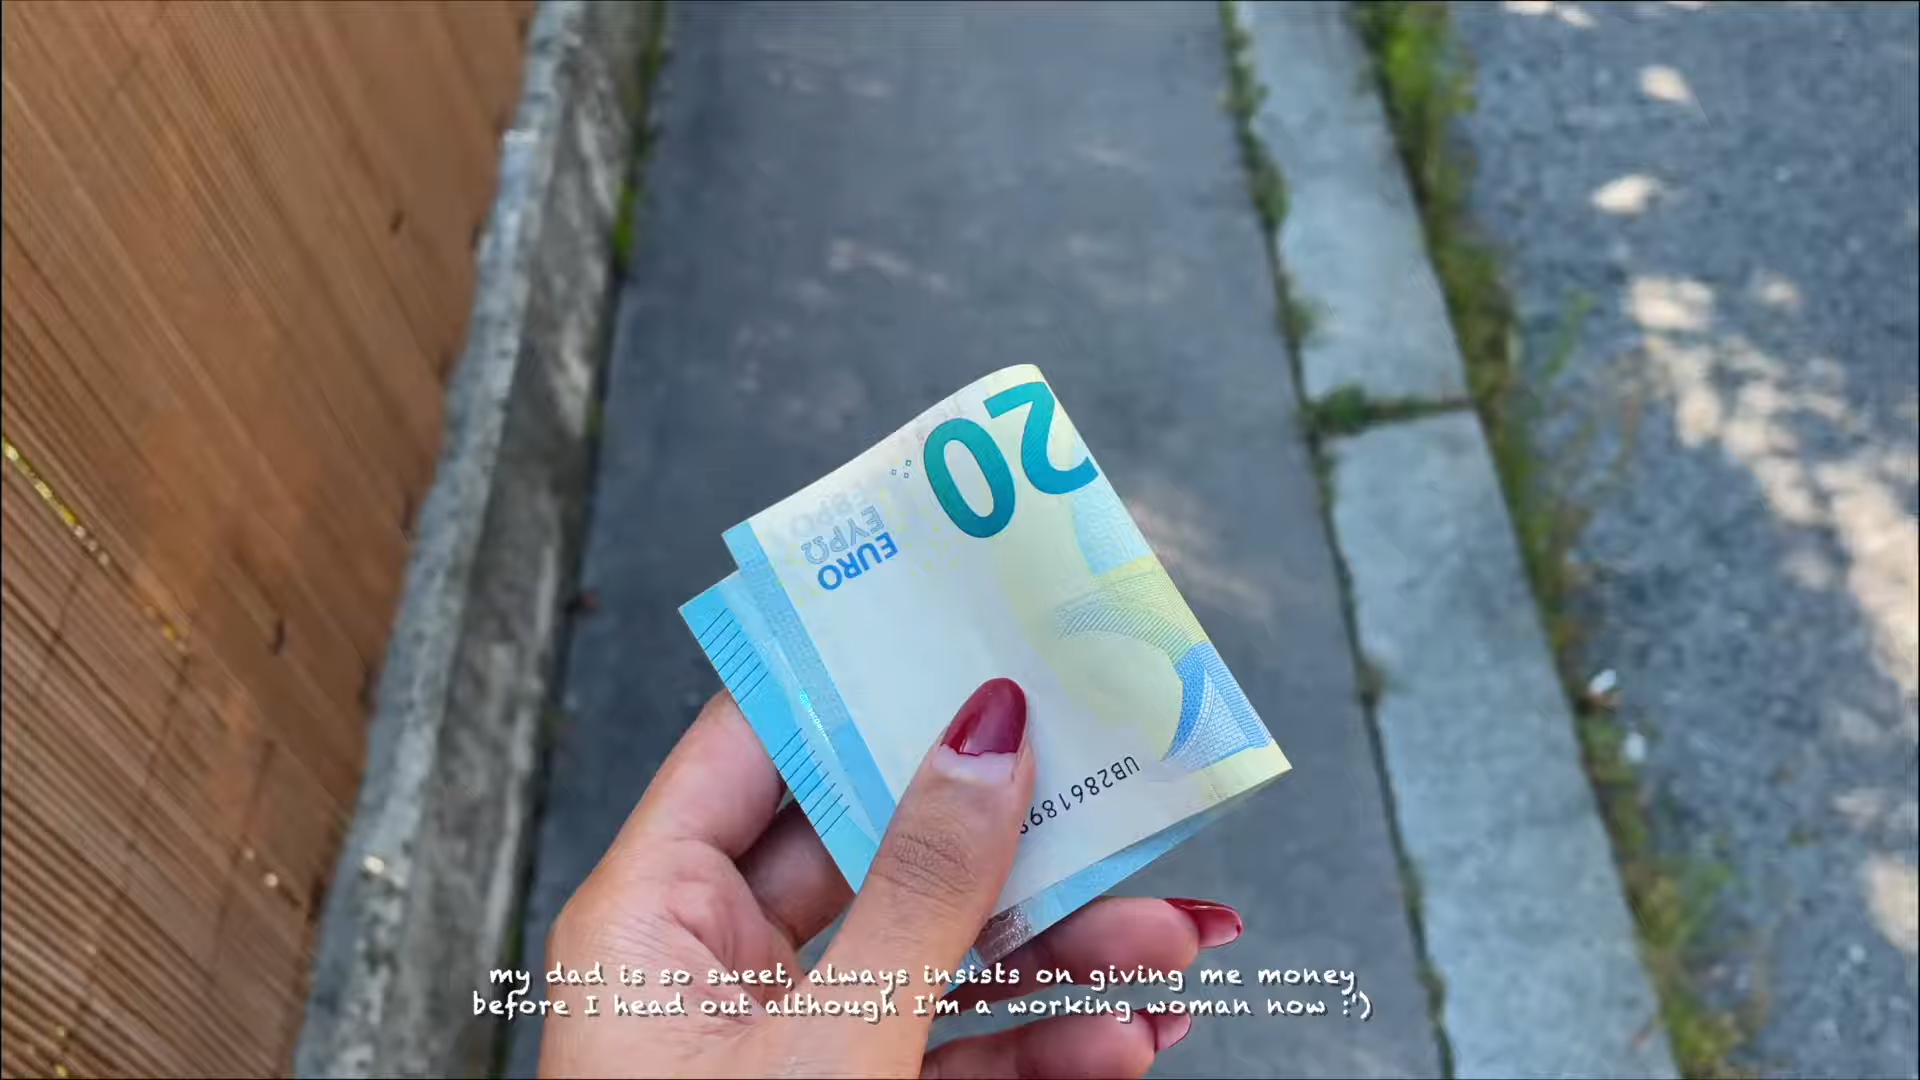 20
EURO
ΕΥΡΩ
UB2861898
my dad is so sweet, always insists on giving me money
before I head out although I'm a working woman now :')